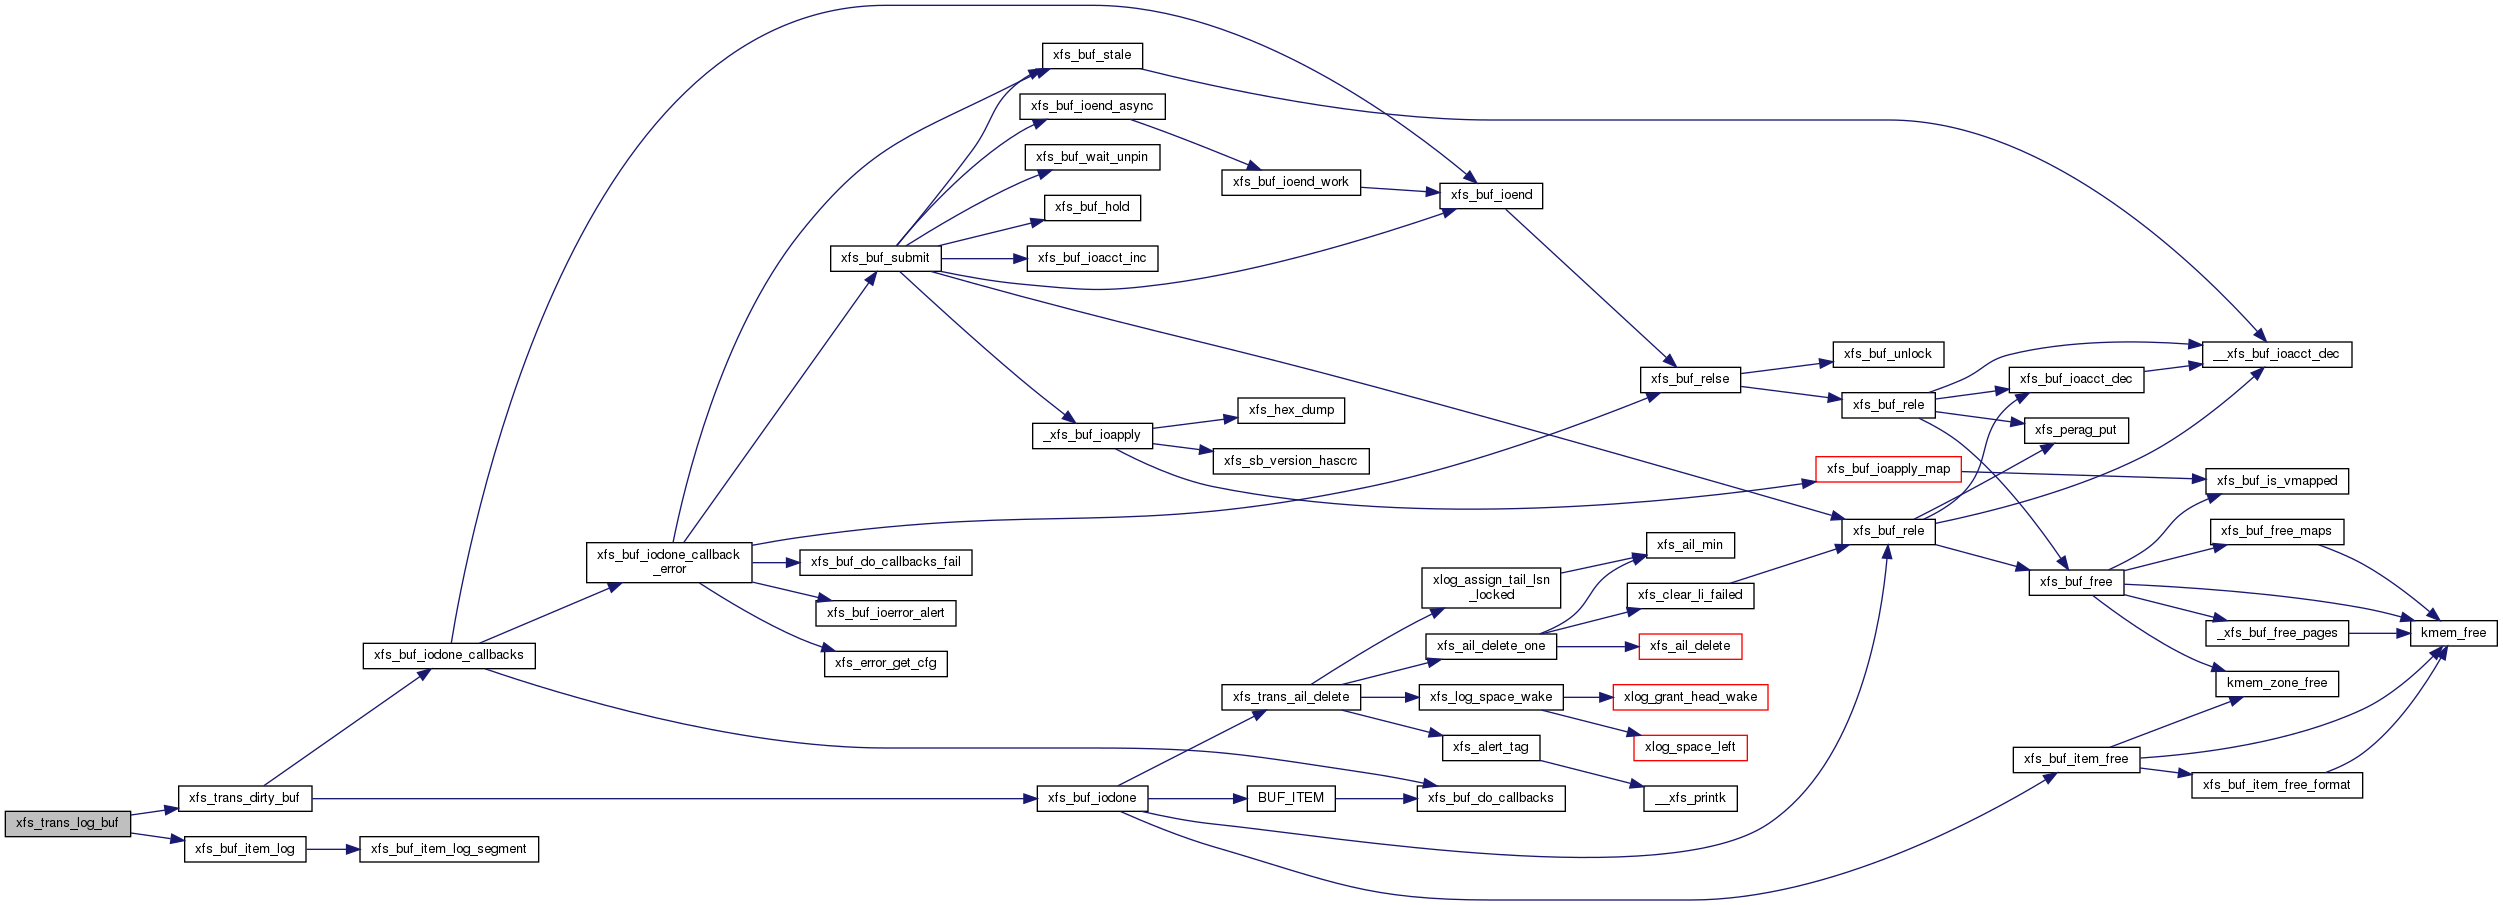 xfs_trans_log_buf
xfs_trans_dirty_buf
xfs_buf_item_log
xfs_buf_item_log_segment
xfs_buf_iodone_callbacks
xfs_buf_iodone_callback
_error
xfs_buf_do_callbacks_fail
xfs_buf_ioerror_alert
xfs_error_get_cfg
xfs_buf_submit
xfs_buf_stale
xfs_buf_ioend_async
xfs_buf_wait_unpin
xfs_buf_hold
xfs_buf_ioacct_inc
_xfs_buf_ioapply
xfs_buf_iodone
xfs_buf_ioend_work
xfs_hex_dump
xfs_sb_version_hascrc
xfs_trans_ail_delete
BUF_ITEM
xfs_buf_ioend
xlog_assign_tail_lsn
_locked
xfs_ail_delete_one
xfs_log_space_wake
xfs_alert_tag
xfs_buf_do_callbacks
xfs_buf_relse
xfs_ail_min
xfs_clear_li_failed
xfs_ail_delete
xlog_grant_head_wake
xlog_space_left
__xfs_printk
xfs_buf_unlock
xfs_buf_rele
xfs_buf_ioapply_map
xfs_buf_rele
xfs_buf_ioacct_dec
xfs_perag_put
xfs_buf_free
xfs_buf_item_free
__xfs_buf_ioacct_dec
xfs_buf_is_vmapped
xfs_buf_free_maps
_xfs_buf_free_pages
kmem_zone_free
xfs_buf_item_free_format
kmem_free